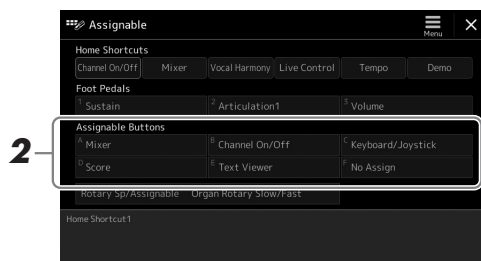 Assignable
Menu
Home Shortcuts
Channel On/Off Mixer Vocal Harmony Live Control Tempo Demo
Foot Pedals
1 Sustain 2 Articulation1 3 Volume
Assignable Buttons
A Mixer B Channel On/Off C Keyboard/Joystick
2
D Score E Text Viewer F No Assign
Rotary Sp/Assignable Organ Rotary Slow/Fast
Home Shortcut1